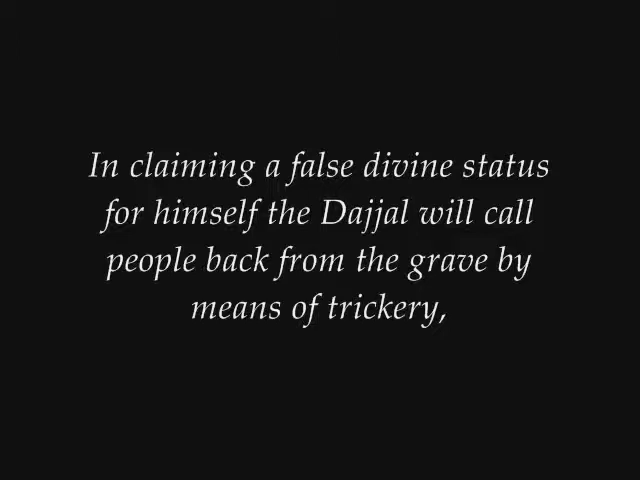 In claiming a false divine status
for himself the Dajjal will call
people back from the grave by
means of trickery,